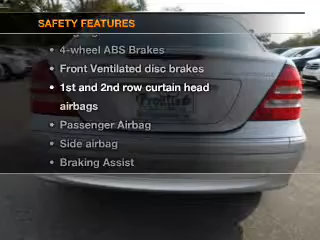 SAFETY FEATURES
• 4-wheel ABS Brakes
• Front Ventilated disc brakes
• 1st and 2nd row curtain head
airbags
• Passenger Airbag
• Side airbag
• Braking Assist